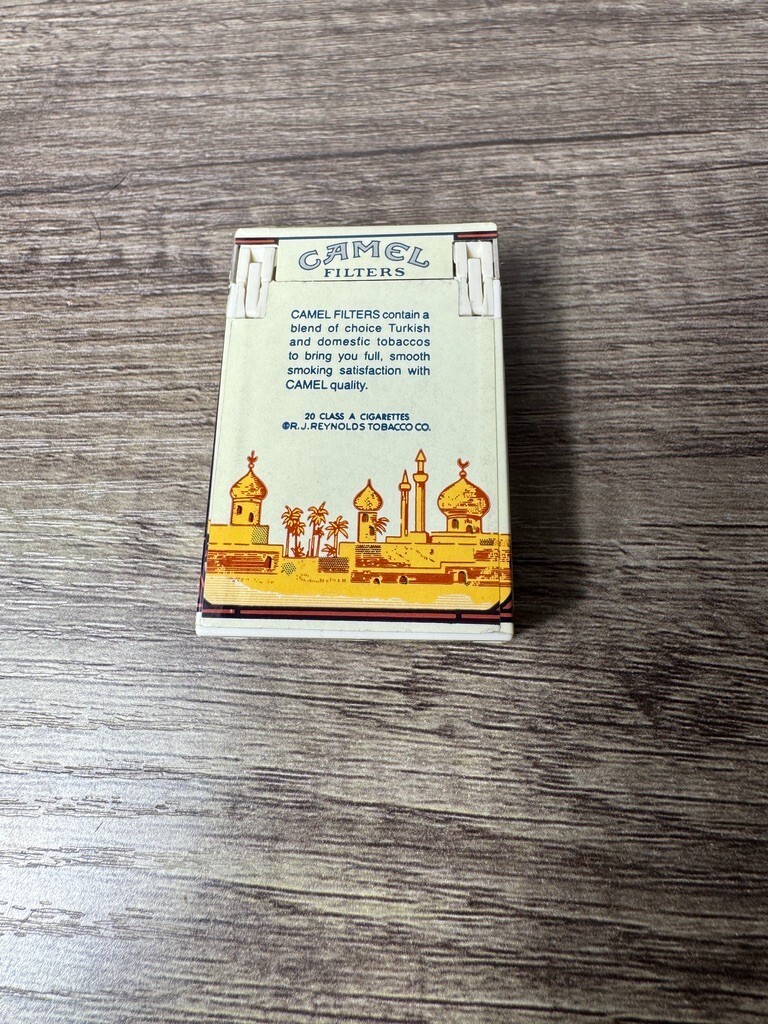 CAMEL
FILTERS
CAMEL FILTERS contain a
blend of choice Turkish
and domestic tobaccos
to bring you full, smooth
smoking satisfaction with
CAMEL quality.
20 CLASS A CIGARETTES
©R.J.REYNOLDS TOBACCO CO.